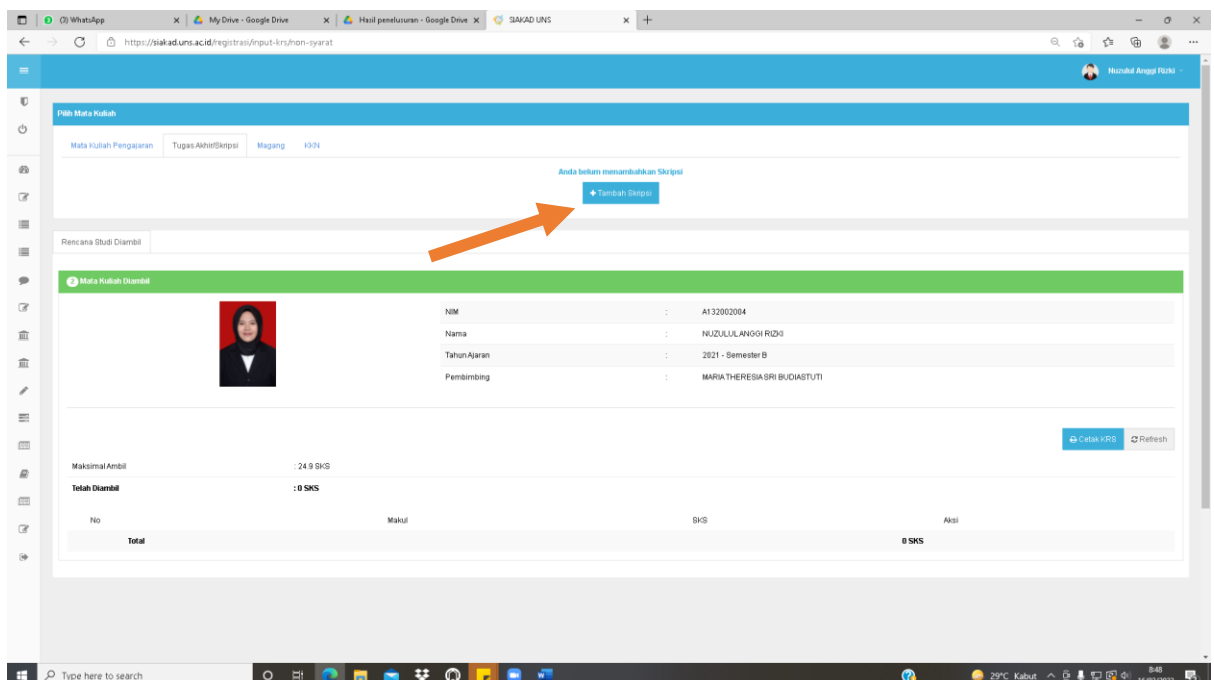 (3) WhatsApp
My Drive - Google Drive
Hasil penelusuran - Google Drive
SIAKAD UNS
https://siakad.uns.ac.id/registrasi/input-krs/non-syarat
Nuzulul Anggi Rizki
Pilih Mata Kuliah
Mata Kuliah Pengajaran Tugas Akhir/Skripsi Magang KKN
Anda belum menambahkan Skripsi
+ Tambah Skripsi
Rencana Studi Diambil
2 Mata Kuliah Diambil
NIM : A132002004
Nama : NUZULUL ANGGI RIZKI
Tahun Ajaran : 2021 - Semester B
Pembimbing : MARIA THERESIA SRI BUDIASTUTI
Cetak KRS Refresh
Maksimal Ambil : 24.9 SKS
Telah Diambil : 0 SKS
No Makul SKS Aksi
Total 0 SKS
Type here to search
29°C Kabut
8:48